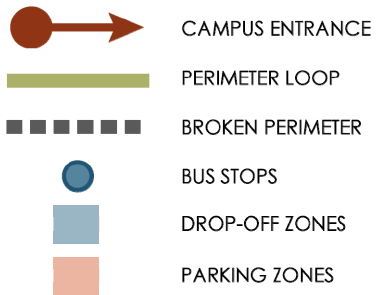 CAMPUS ENTRANCE
PERIMETER LOOP
BROKEN PERIMETER
BUS STOPS
DROP-OFF ZONES
PARKING ZONES